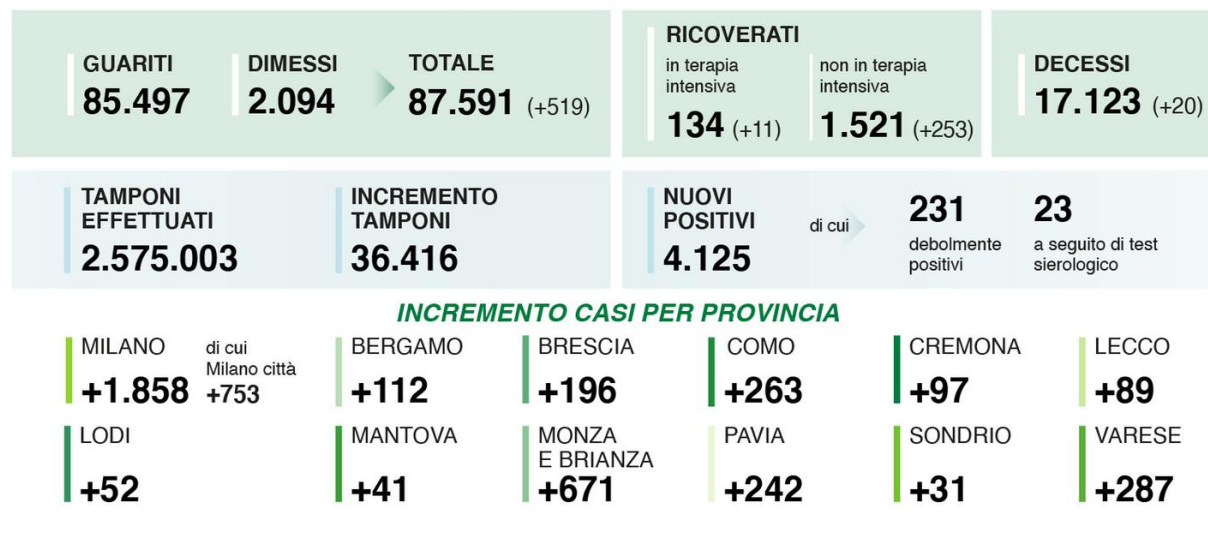 GUARITI
85.497
DIMESSI
2.094
TOTALE
87.591 (+519)
RICOVERATI
in terapia
intensiva
134 (+11)
non in terapia
intensiva
1.521 (+253)
DECESSI
17.123 (+20)
TAMPONI
EFFETTUATI
2.575.003
INCREMENTO
TAMPONI
36.416
NUOVI
POSITIVI
4.125
di cui
231
debolmente
positivi
23
a seguito di test
sierologico
INCREMENTO CASI PER PROVINCIA
MILANO
+1.858
di cui
Milano città
+753
BERGAMO
+112
BRESCIA
+196
COMO
+263
CREMONA
+97
LECCO
+89
LODI
+52
MANTOVA
+41
MONZA
E BRIANZA
+671
PAVIA
+242
SONDRIO
+31
VARESE
+287